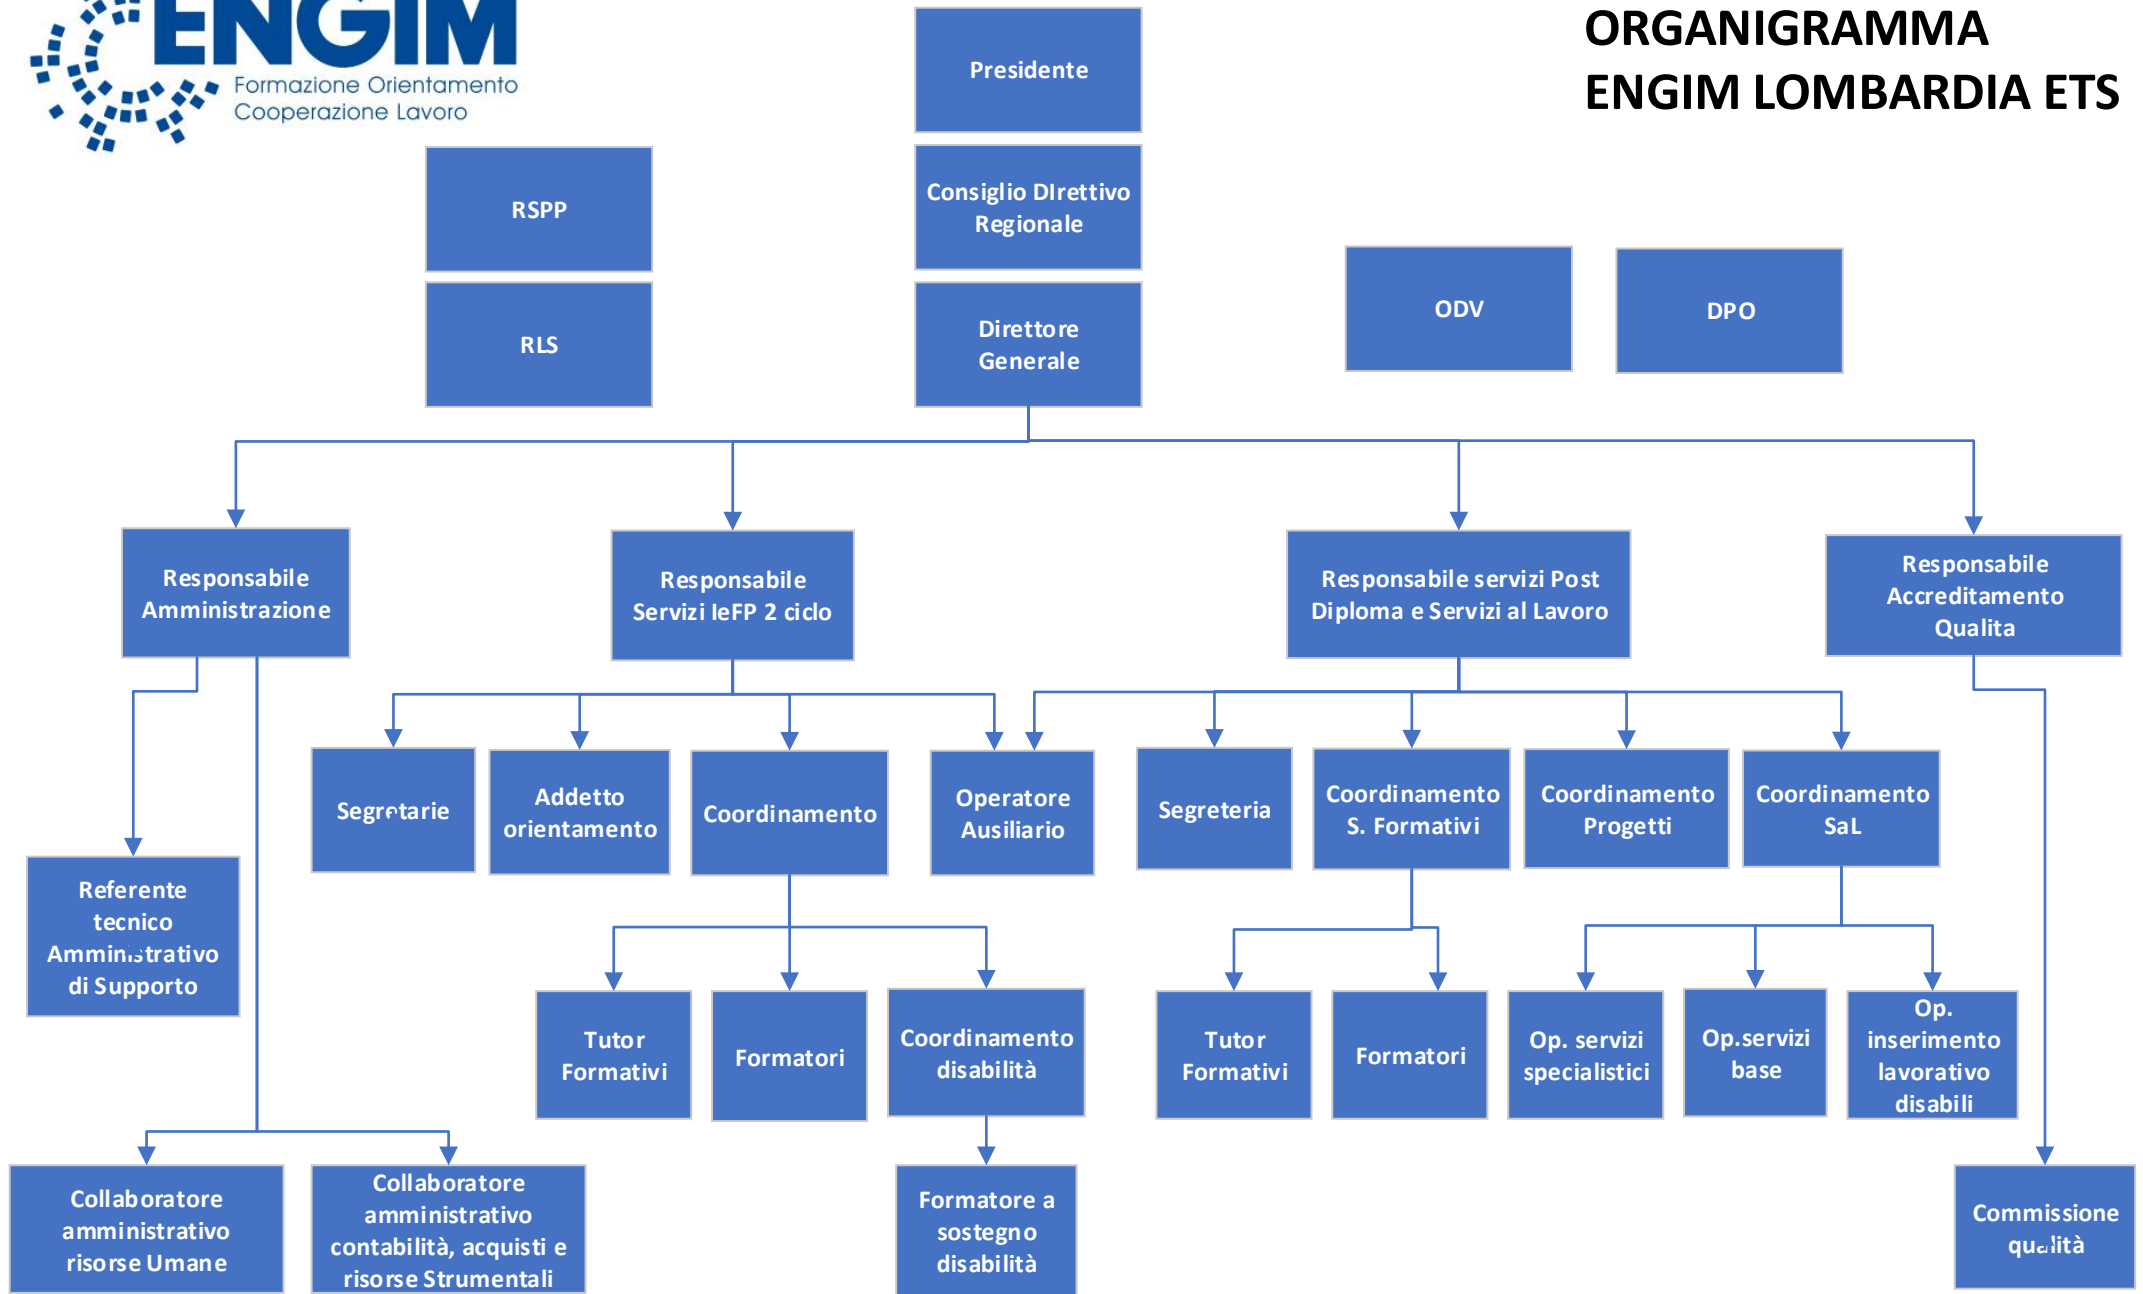 ENGIM
Formazione Orientamento
Cooperazione Lavoro
ORGANIGRAMMA
ENGIM LOMBARDIA ETS
Presidente
Consiglio DIrettivo
Regionale
Direttore
Generale
RSPP
RLS
ODV
DPO
Responsabile
Amministrazione
Responsabile
Servizi IeFP 2 ciclo
Responsabile servizi Post
Diploma e Servizi al Lavoro
Responsabile
Accreditamento
Qualita
Segretarie
Addetto
orientamento
Coordinamento
Operatore
Ausiliario
Segreteria
Coordinamento
S. Formativi
Coordinamento
Progetti
Coordinamento
SaL
Referente
tecnico
Amministrativo
di Supporto
Tutor
Formativi
Formatori
Coordinamento
disabilità
Tutor
Formativi
Formatori
Op. servizi
specialistici
Op.servizi
base
Op.
inserimento
lavorativo
disabili
Collaboratore
amministrativo
risorse Umane
Collaboratore
amministrativo
contabilità, acquisti e
risorse Strumentali
Formatore a
sostegno
disabilità
Commissione
qualità